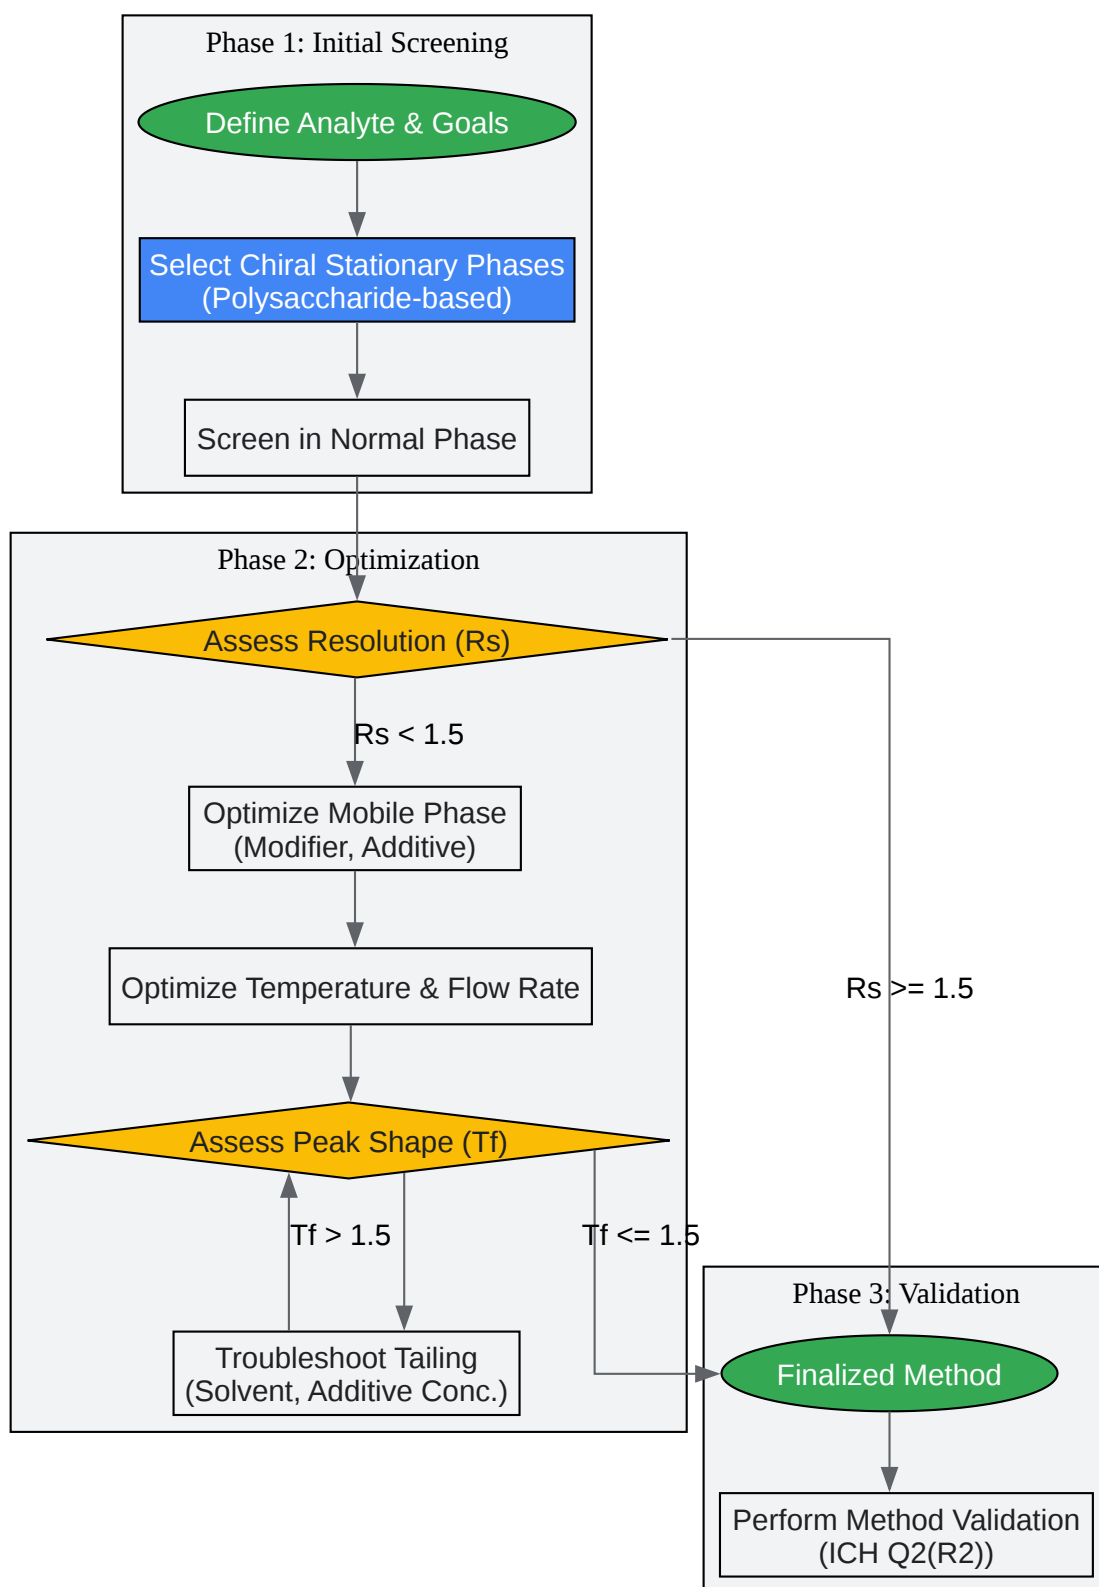 Phase 1: Initial Screening
Define Analyte & Goals
Select Chiral Stationary Phases
(Polysaccharide-based)
Screen in Normal Phase
Phase 2: Optimization
Assess Resolution (Rs)
Rs < 1.5
Optimize Mobile Phase
(Modifier, Additive)
Optimize Temperature & Flow Rate
Rs >= 1.5
Assess Peak Shape (Tf)
Tf > 1.5
Tf <= 1.5
Troubleshoot Tailing
(Solvent, Additive Conc.)
Phase 3: Validation
Finalized Method
Perform Method Validation
(ICH Q2(R2))